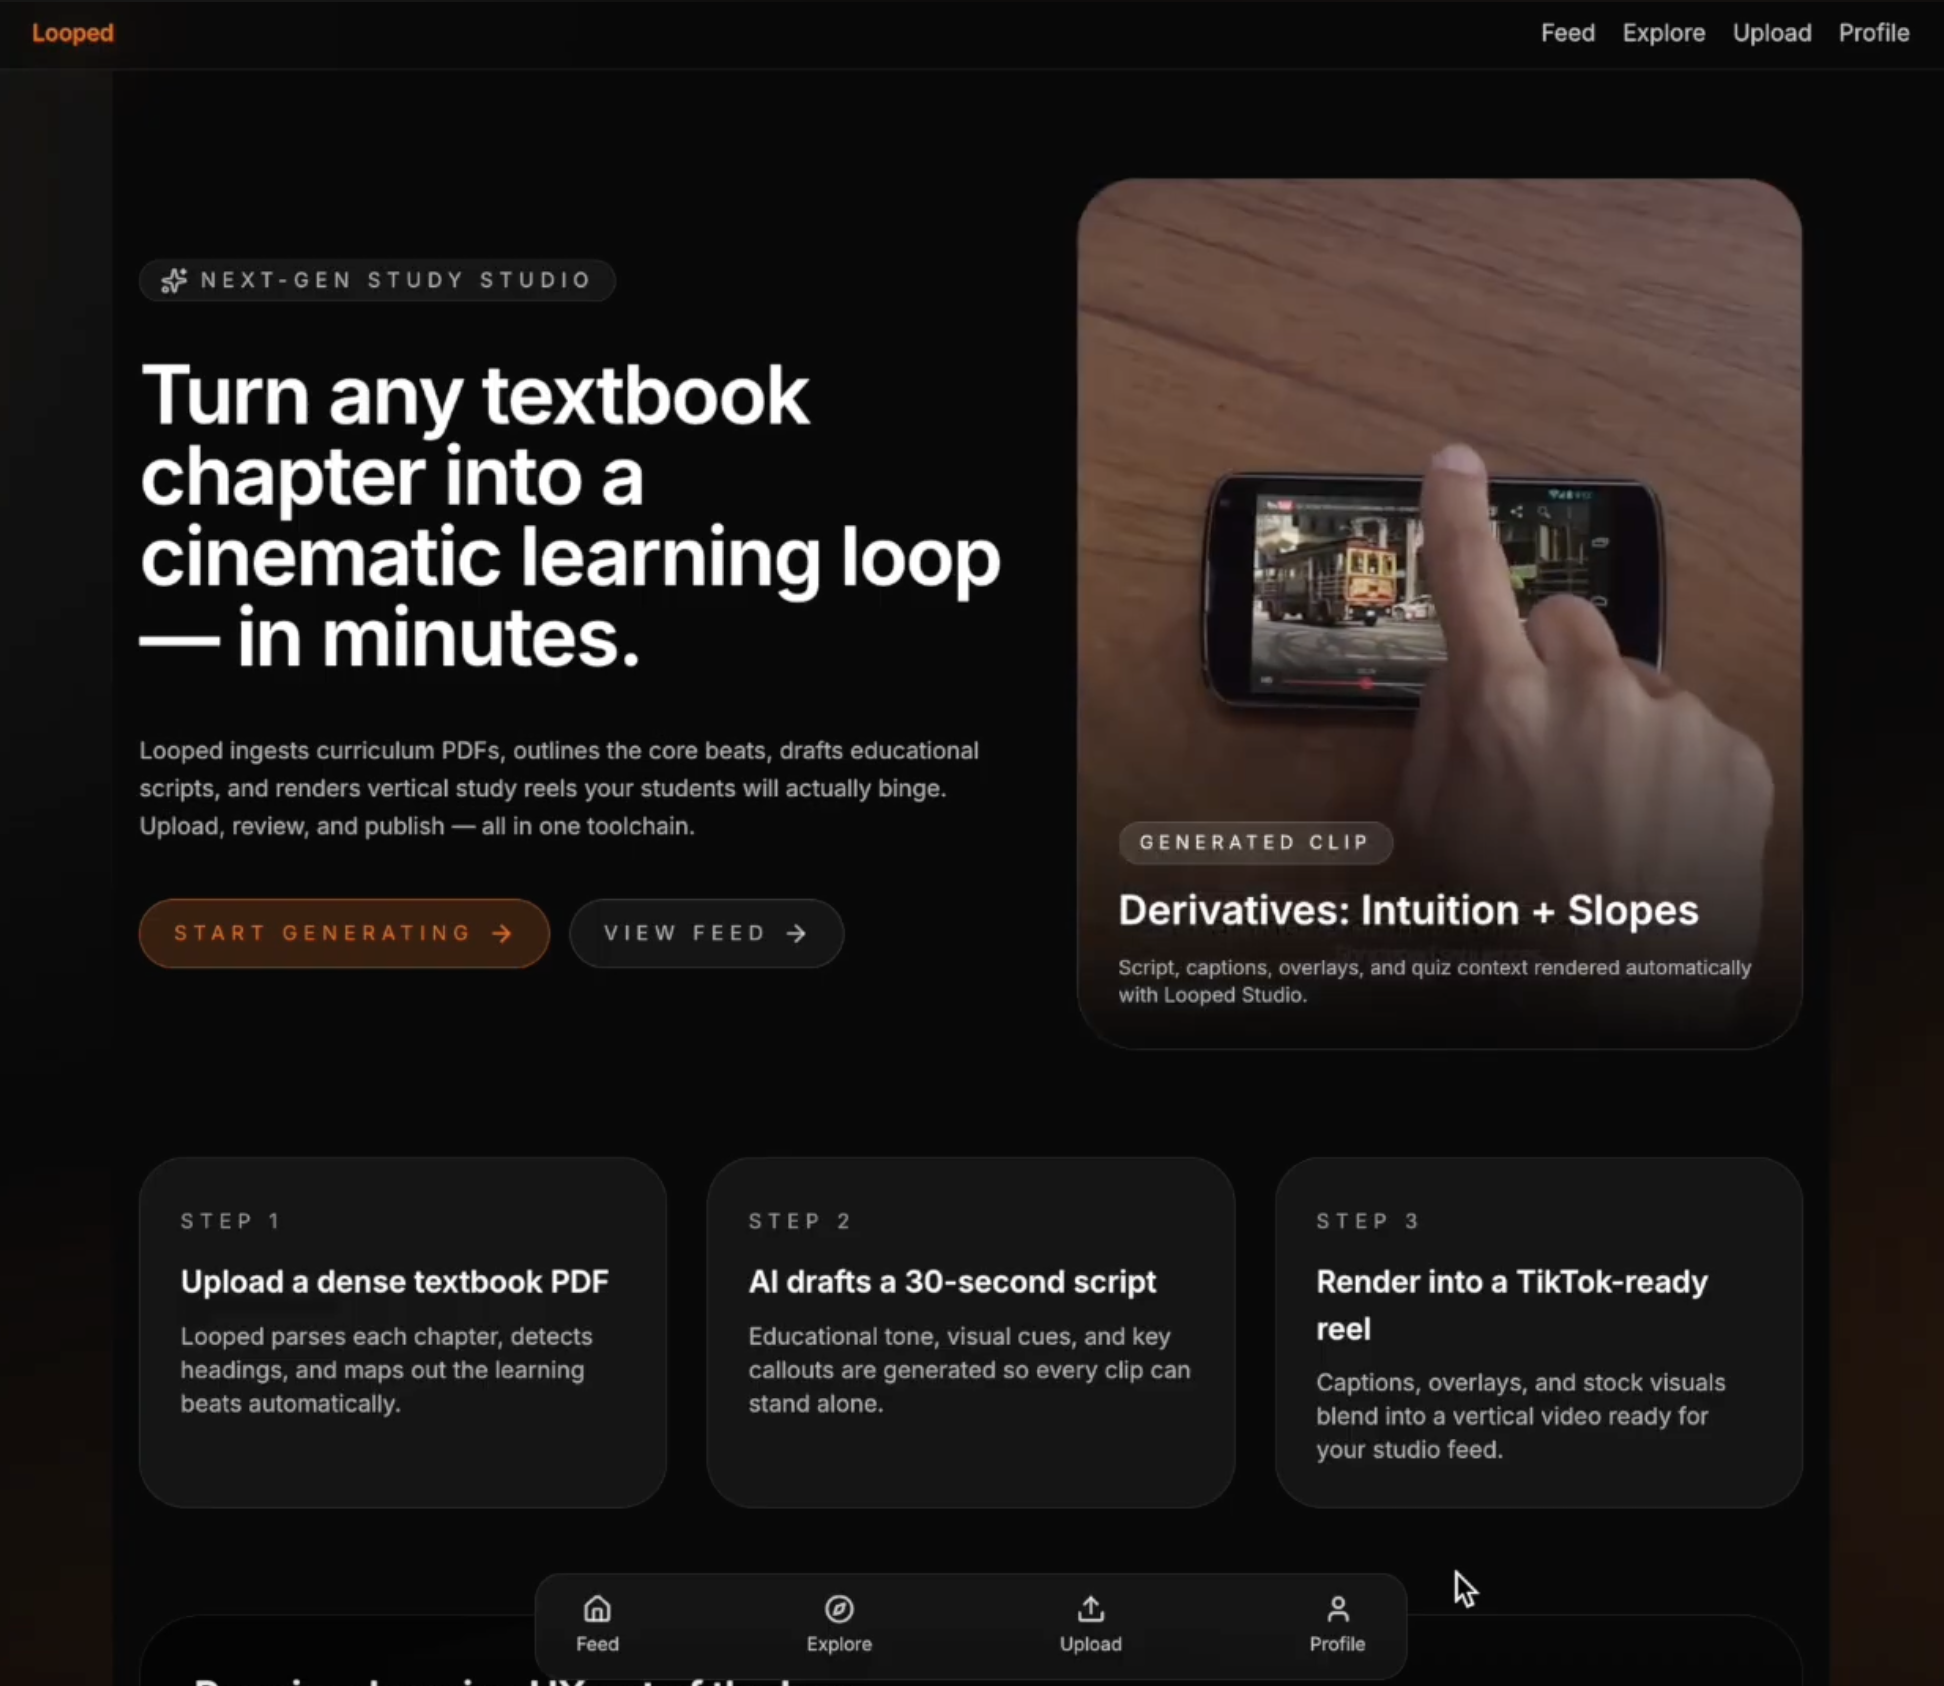 Looped
Feed Explore Upload Profile
NEXT-GEN STUDY STUDIO
Turn any textbook
chapter into a
cinematic learning loop
— in minutes.
Looped ingests curriculum PDFs, outlines the core beats, drafts educational
scripts, and renders vertical study reels your students will actually binge.
Upload, review, and publish — all in one toolchain.
START GENERATING →
VIEW FEED →
GENERATED CLIP
Derivatives: Intuition + Slopes
Script, captions, overlays, and quiz context rendered automatically
with Looped Studio.
STEP 1
Upload a dense textbook PDF
Looped parses each chapter, detects
headings, and maps out the learning
beats automatically.
STEP 2
AI drafts a 30-second script
Educational tone, visual cues, and key
callouts are generated so every clip can
stand alone.
STEP 3
Render into a TikTok-ready
reel
Captions, overlays, and stock visuals
blend into a vertical video ready for
your studio feed.
Feed Explore Upload Profile